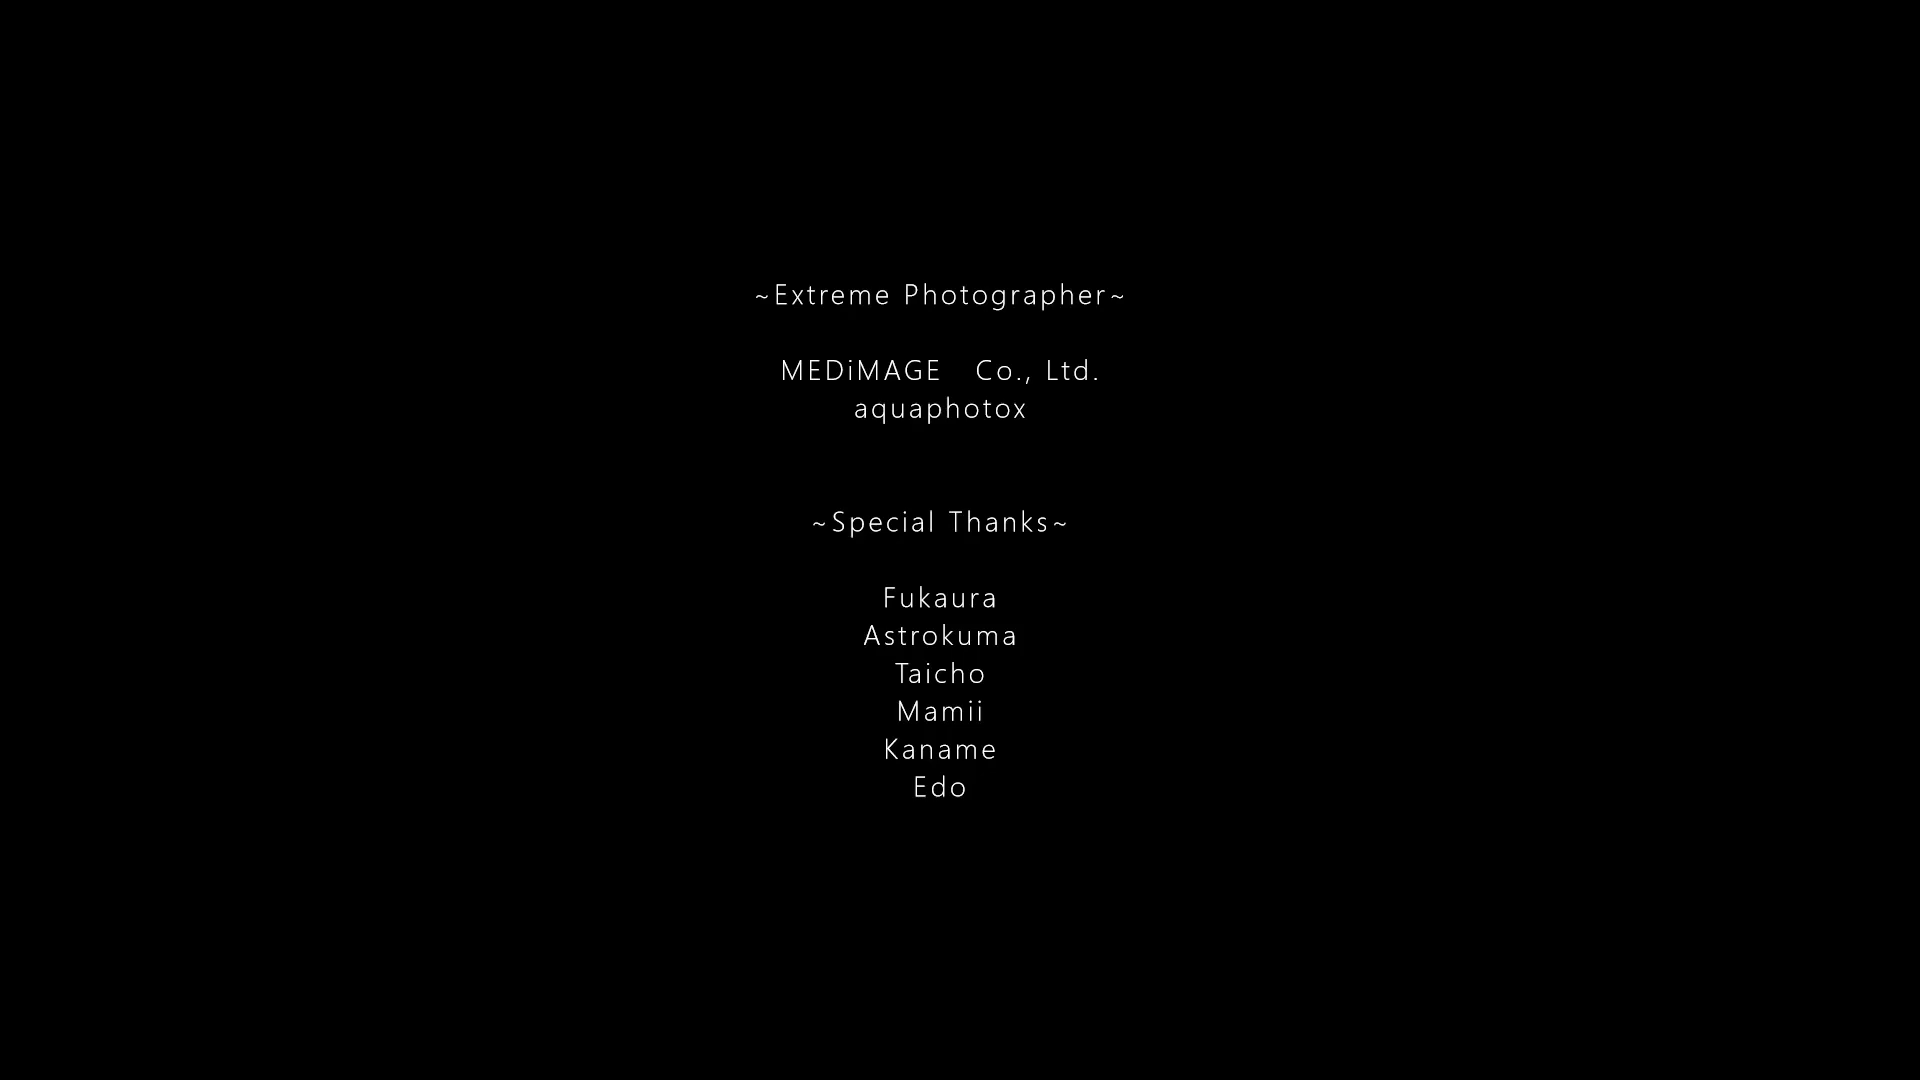 ~Extreme Photographer~
MEDiMAGE　Co., Ltd.
aquaphotox
~Special Thanks~
Fukaura
Astrokuma
Taicho
Mamii
Kaname
Edo